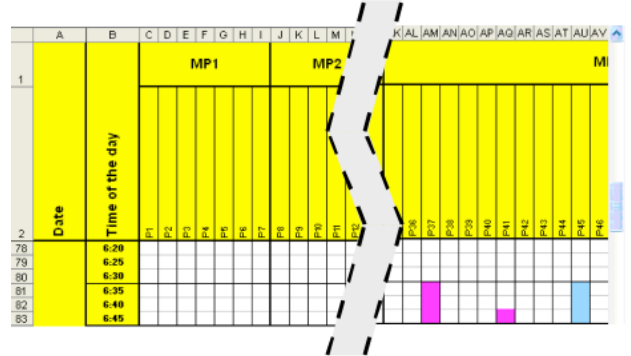 A B C D E F G H I J K L M K AL AM AN AO AP AQ AR AS AT AU AV
1 MP1 MP2 M
2 Date Time of the day P1 P2 P3 P4 P5 P6 P7 P8 P9 P10 P11 P12 P36 P37 P38 P39 P40 P41 P42 P43 P44 P45 P46
78 6:20
79 6:25
80 6:30
81 6:35
82 6:40
83 6:45